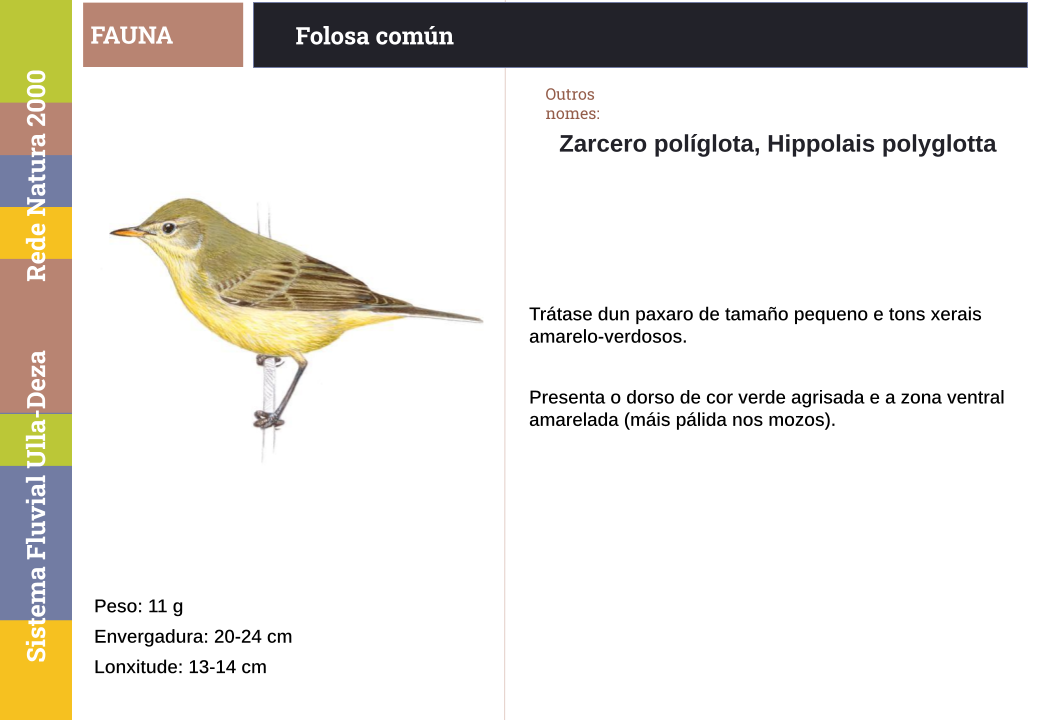 FAUNA
Folosa común
Rede Natura 2000
Sistema Fluvial Ulla-Deza
Outros
nomes:
Zarcero políglota, Hippolais polyglotta
Trátase dun paxaro de tamaño pequeno e tons xerais
amarelo-verdosos.
Presenta o dorso de cor verde agrisada e a zona ventral
amarelada (máis pálida nos mozos).
Peso: 11 g
Envergadura: 20-24 cm
Lonxitude: 13-14 cm